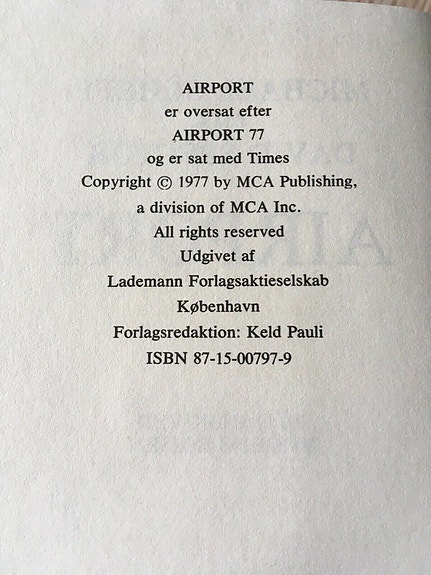 AIRPORT
er oversat efter
AIRPORT 77
og er sat med Times
Copyright © 1977 by MCA Publishing,
a division of MCA Inc.
All rights reserved
Udgivet af
Lademann Forlagsaktieselskab
København
Forlagsredaktion: Keld Pauli
ISBN 87-15-00797-9